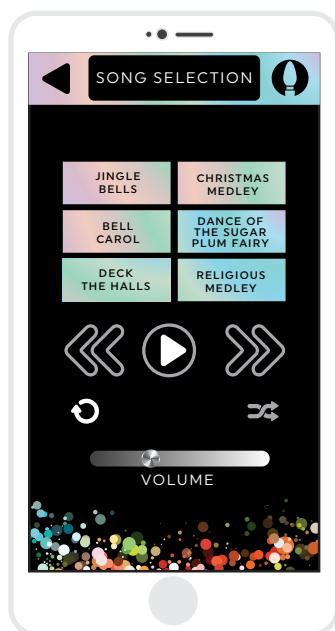 SONG SELECTION
JINGLE
BELLS
CHRISTMAS
MEDLEY
BELL
CAROL
DANCE OF
THE SUGAR
PLUM FAIRY
DECK
THE HALLS
RELIGIOUS
MEDLEY
VOLUME